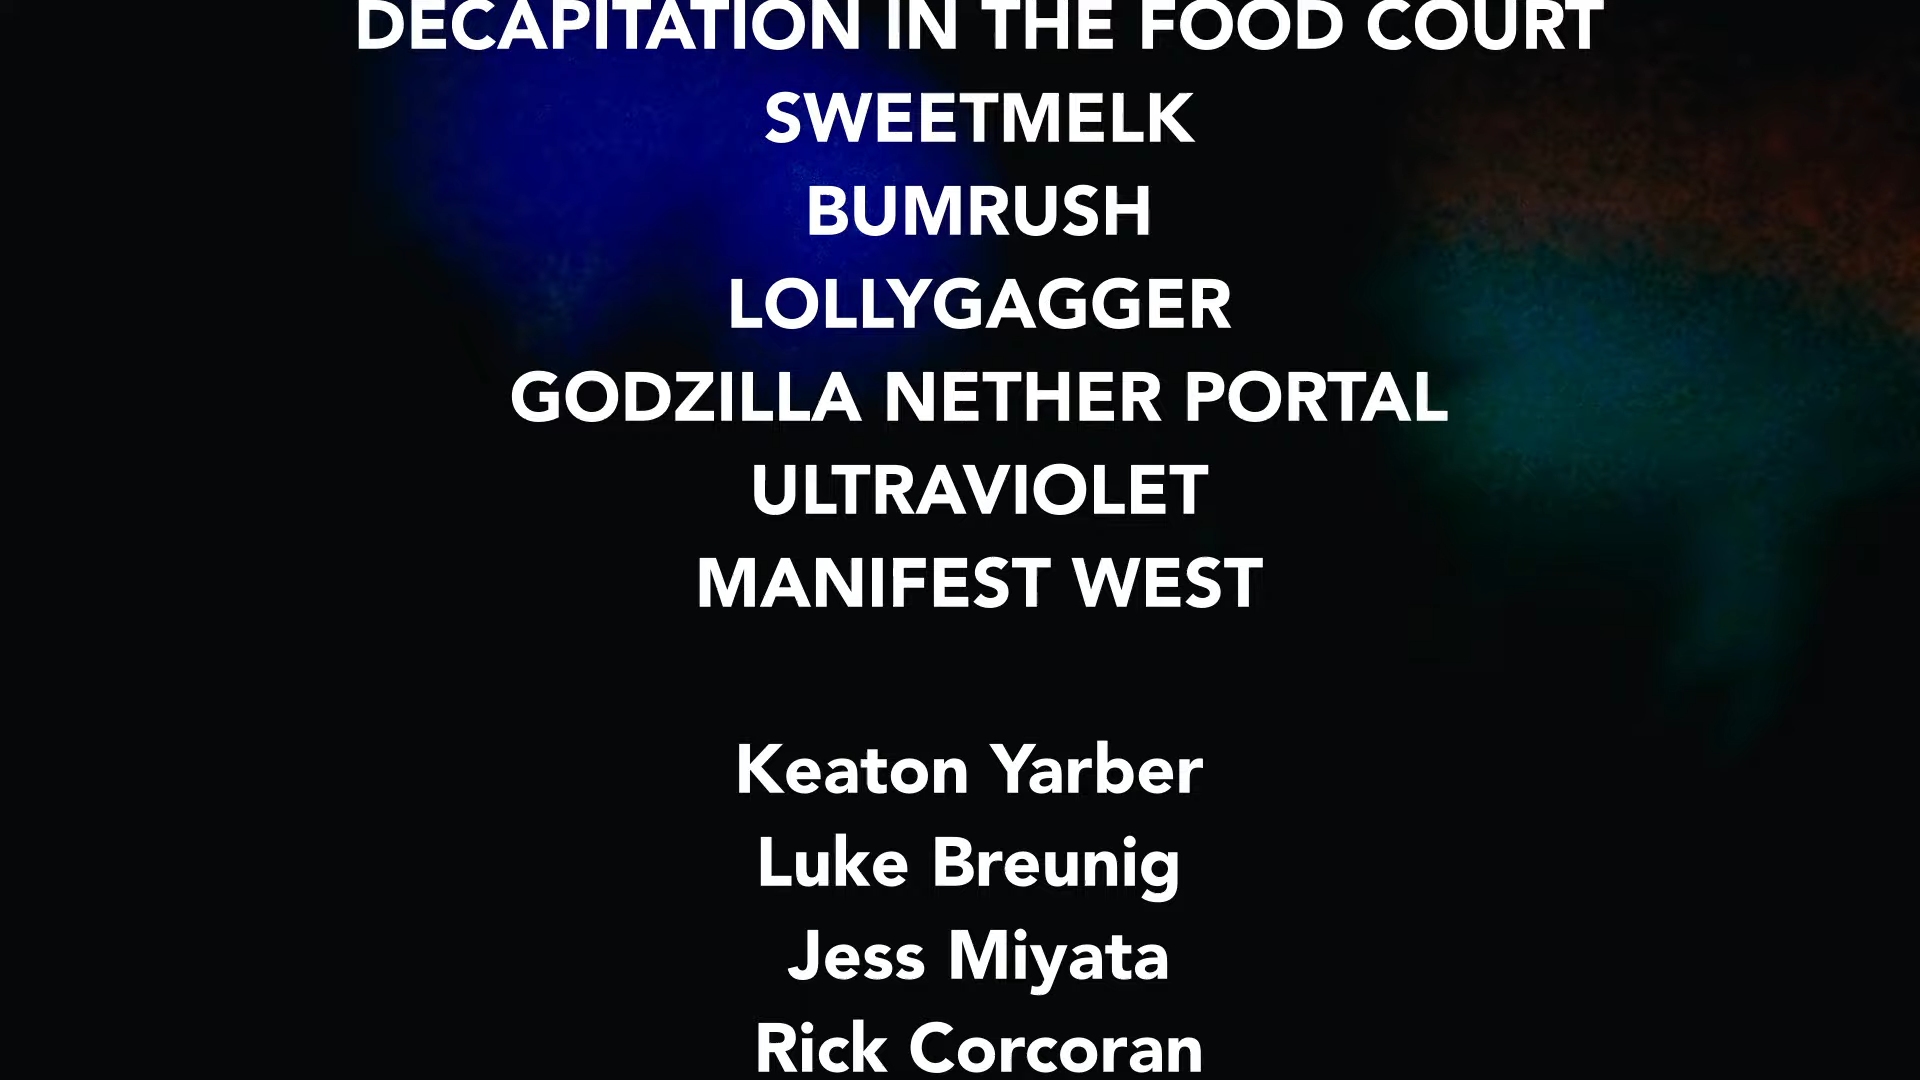 DECAPITATION IN THE FOOD COURT
SWEETMELK
BUMRUSH
LOLLYGAGGER
GODZILLA NETHER PORTAL
ULTRAVIOLET
MANIFEST WEST
Keaton Yarber
Luke Breunig
Jess Miyata
Rick Corcoran